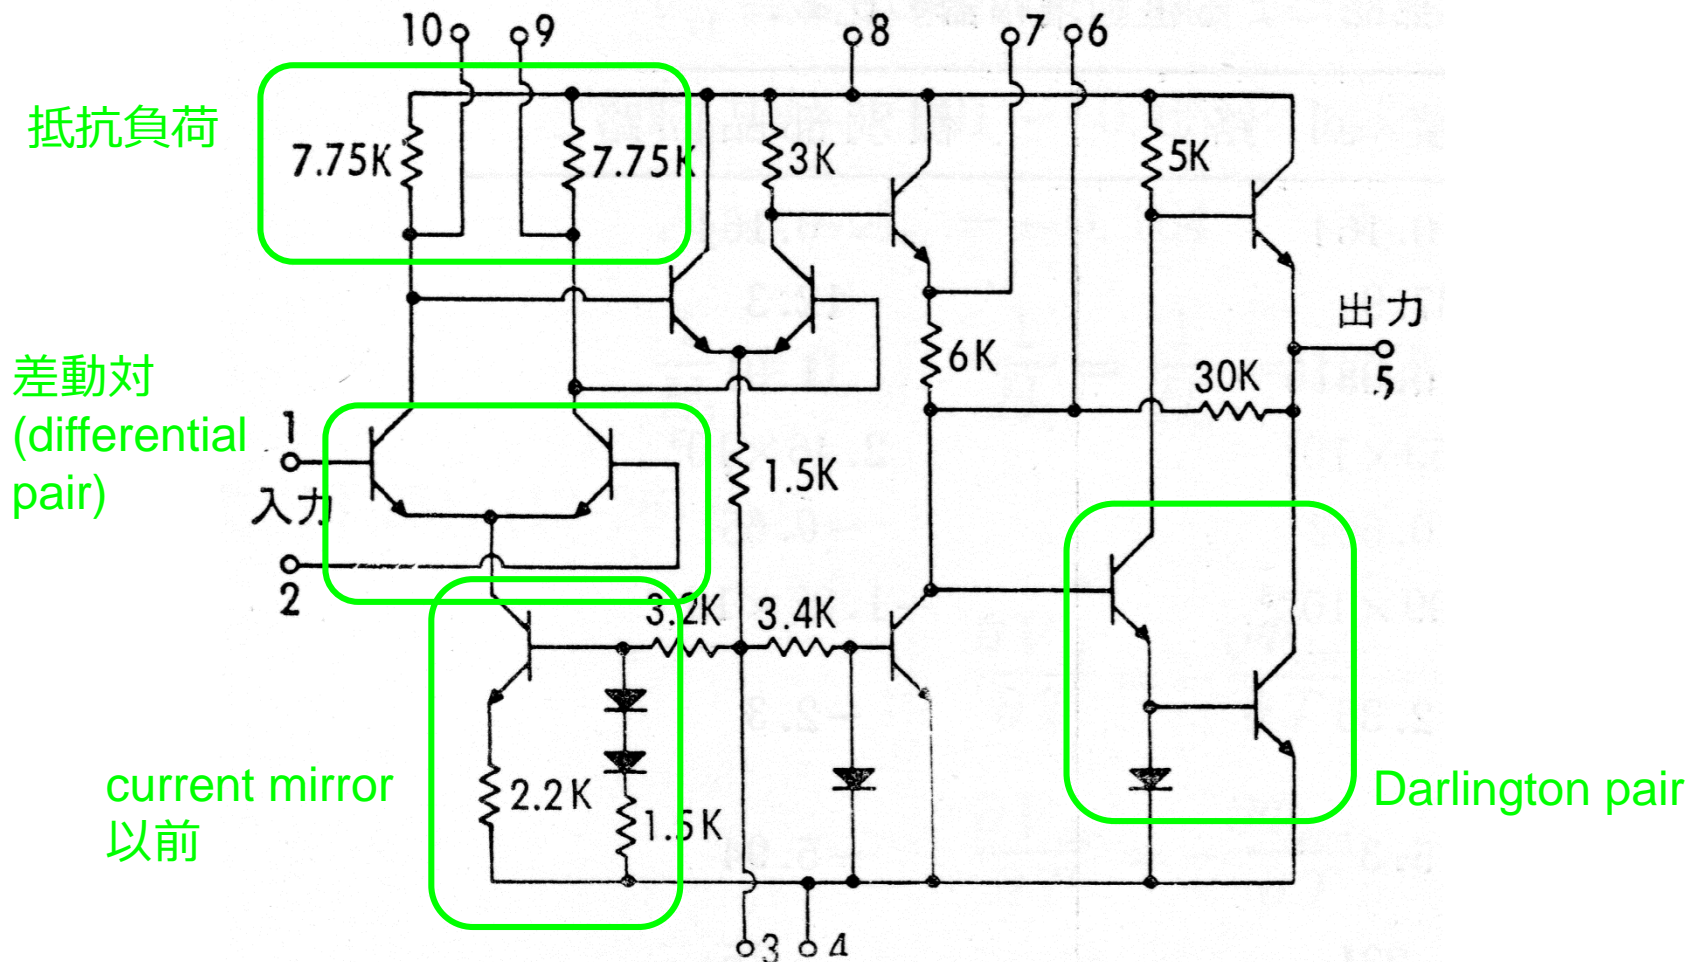 10
9
8
7
6
抵抗負荷
7.75K
7.75K
3K
5K
出力
5
6K
30K
差動対
(differential
pair)
1
入力
2
1.5K
3.2K
3.4K
current mirror
以前
2.2K
1.5K
Darlington pair
3
4